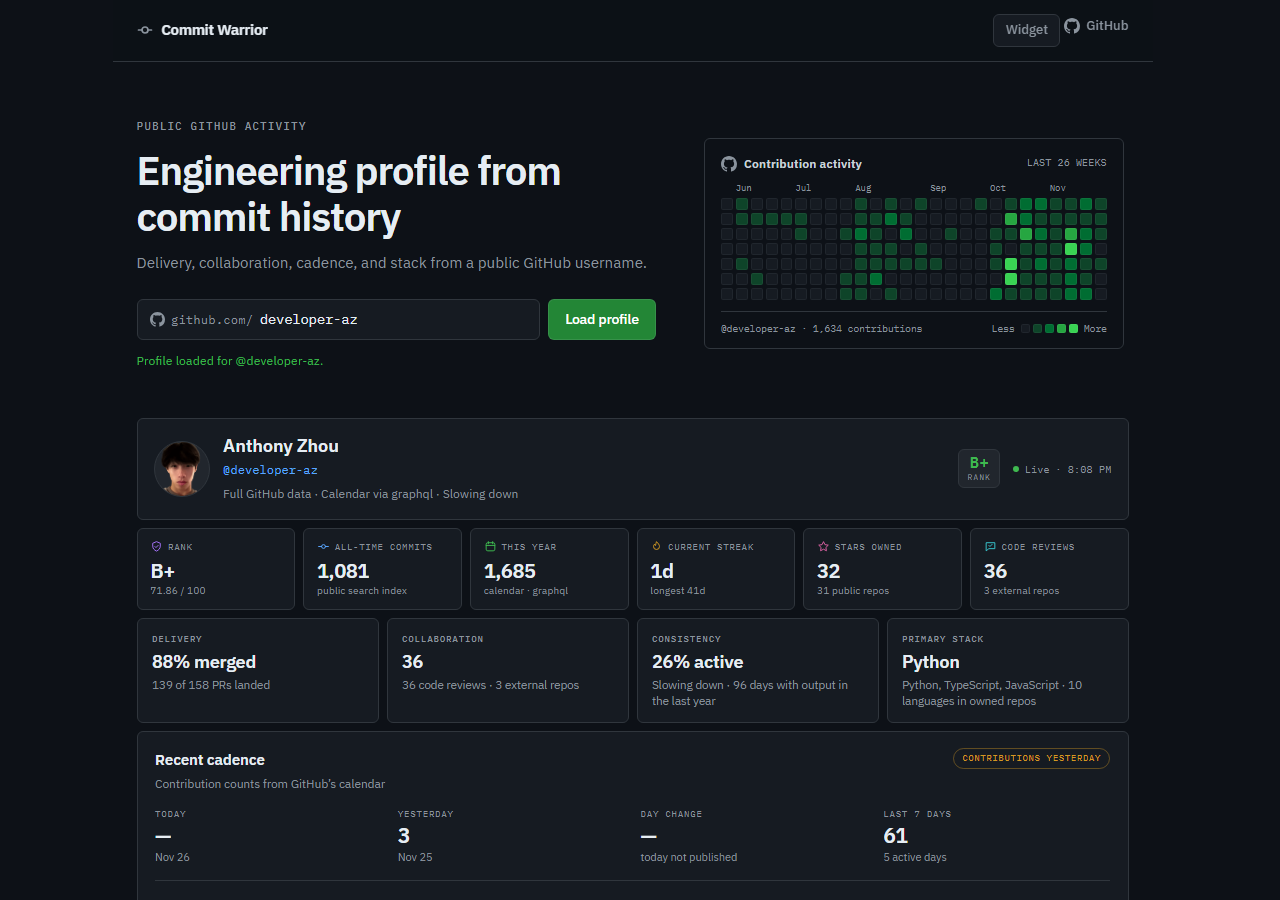 Commit Warrior
Widget
GitHub
PUBLIC GITHUB ACTIVITY
Engineering profile from
commit history
Delivery, collaboration, cadence, and stack from a public GitHub username.
github.com/ developer-az
Load profile
Profile loaded for @developer-az.
Contribution activity
LAST 26 WEEKS
Jun Jul Aug Sep Oct Nov
@developer-az · 1,634 contributions
Less More
Anthony Zhou
@developer-az
Full GitHub data · Calendar via graphql · Slowing down
B+
RANK
Live · 8:08 PM
RANK
B+
71.86 / 100
ALL-TIME COMMITS
1,081
public search index
THIS YEAR
1,685
calendar · graphql
CURRENT STREAK
1d
longest 41d
STARS OWNED
32
31 public repos
CODE REVIEWS
36
3 external repos
DELIVERY
88% merged
139 of 158 PRs landed
COLLABORATION
36
36 code reviews · 3 external repos
CONSISTENCY
26% active
Slowing down · 96 days with output in
the last year
PRIMARY STACK
Python
Python, TypeScript, JavaScript · 10
languages in owned repos
Recent cadence
Contribution counts from GitHub’s calendar
CONTRIBUTIONS YESTERDAY
TODAY
—
Nov 26
YESTERDAY
3
Nov 25
DAY CHANGE
—
today not published
LAST 7 DAYS
61
5 active days